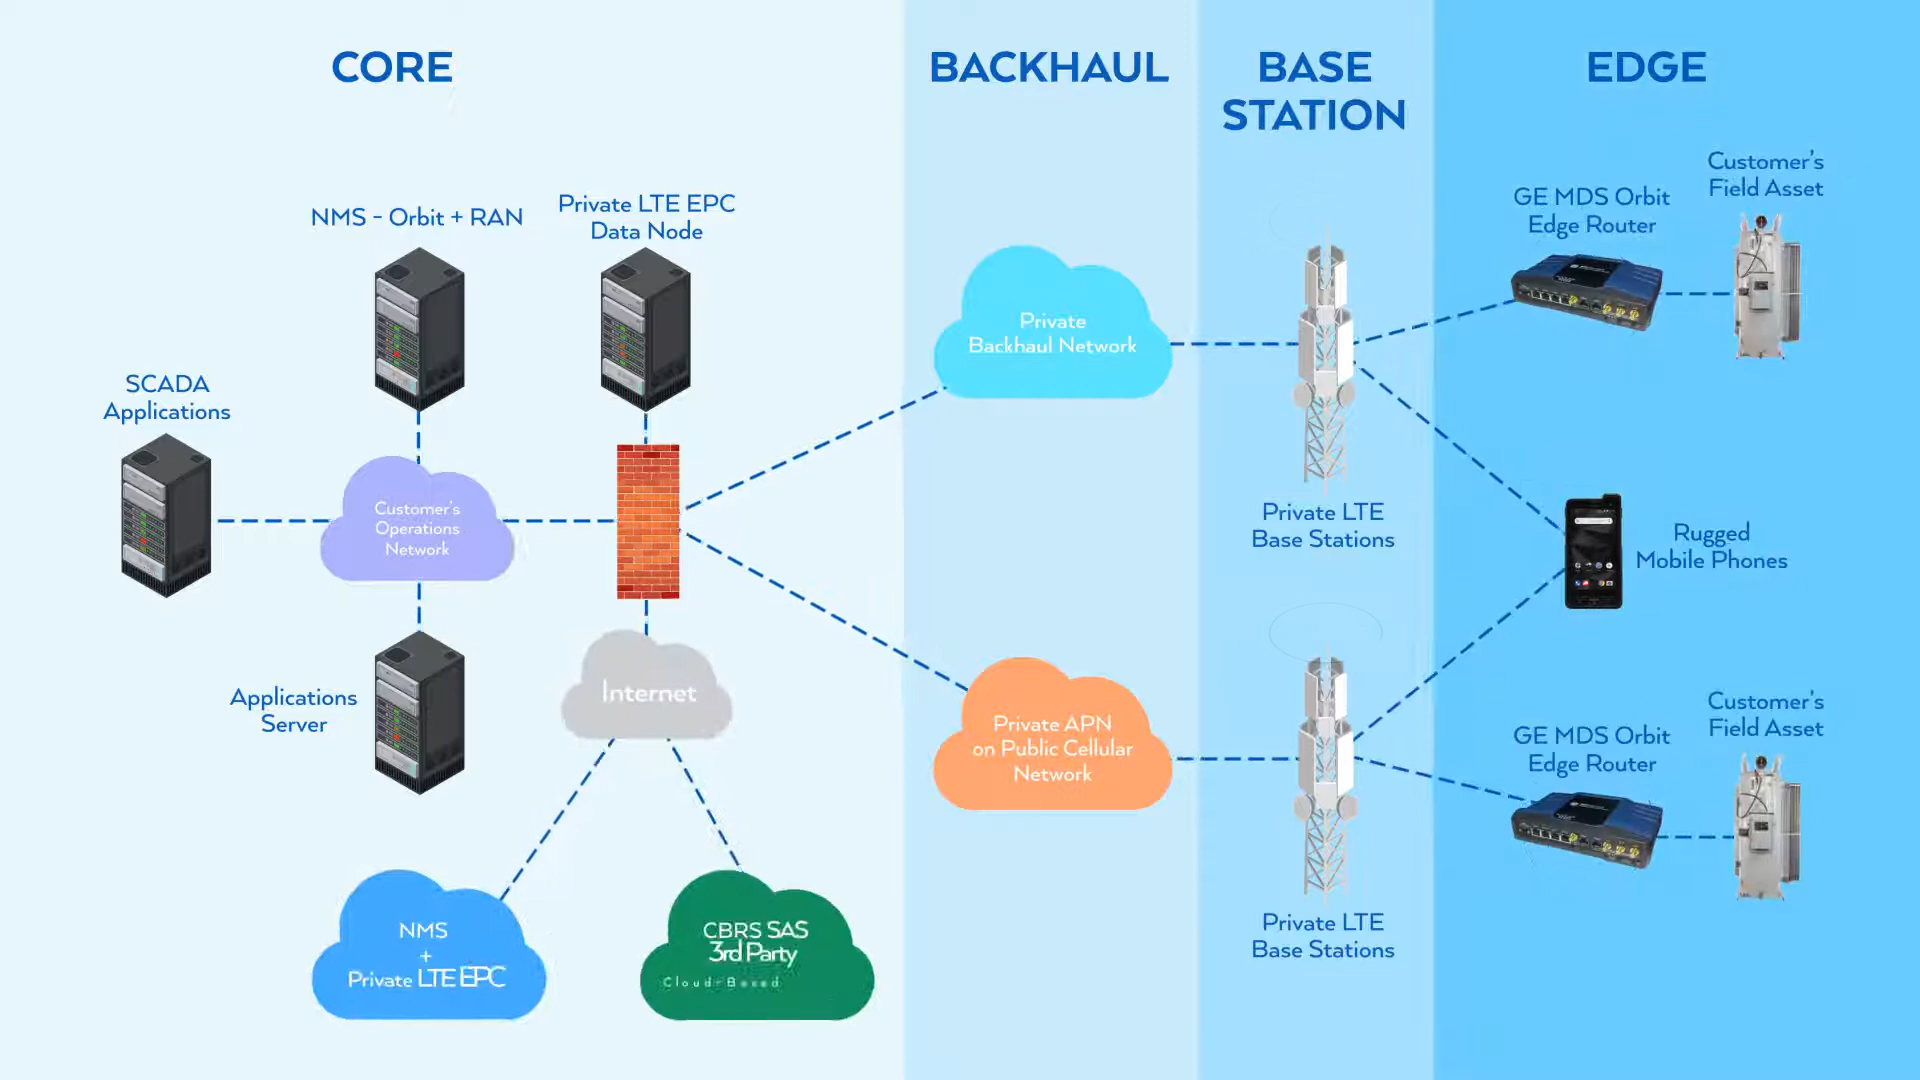 CORE
BACKHAUL
BASE
STATION
EDGE
NMS - Orbit + RAN
Private LTE EPC
Data Node
SCADA
Applications
Customer's
Operations
Network
Applications
Server
Internet
NMS
+
Private LTE EPC
CBRS SAS
3rd Party
Cloud-Based
Private
Backhaul Network
Private APN
on Public Cellular
Network
Private LTE
Base Stations
Private LTE
Base Stations
GE MDS Orbit
Edge Router
Customer's
Field Asset
Rugged
Mobile Phones
GE MDS Orbit
Edge Router
Customer's
Field Asset